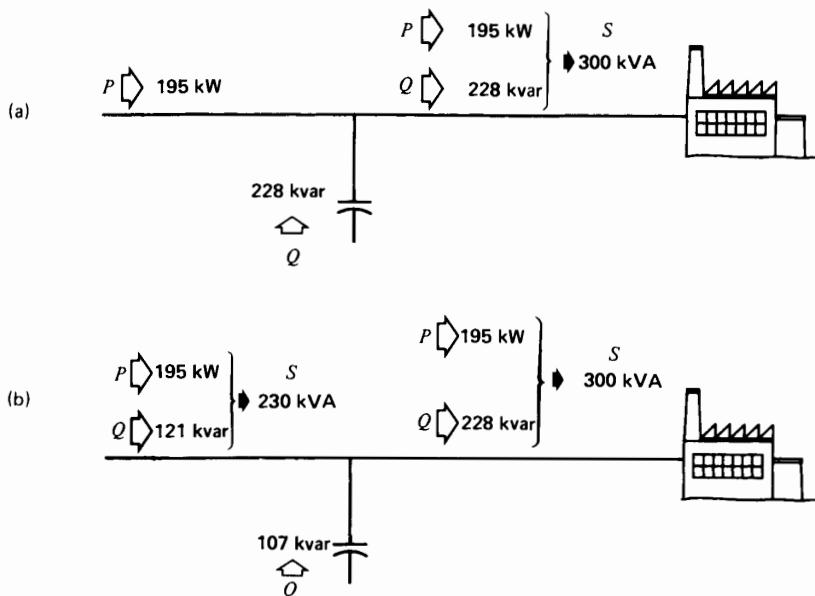 (a)
P 195 kW
P 195 kW
Q 228 kvar
S
300 kVA
228 kvar
Q
(b)
P 195 kW
Q 121 kvar
S
230 kVA
P 195 kW
Q 228 kvar
S
300 kVA
107 kvar
Q